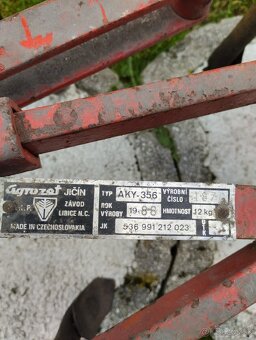 Agrozet JIČÍN
ZÁVOD
LIBICE N.C.
MADE IN CZECHOSLOVAKIA
TYP AKY-356
ROK
VÝROBY 1988
JK 536 991 212 023
VÝROBNÍ
ČÍSLO
HMOTNOST 12 kg